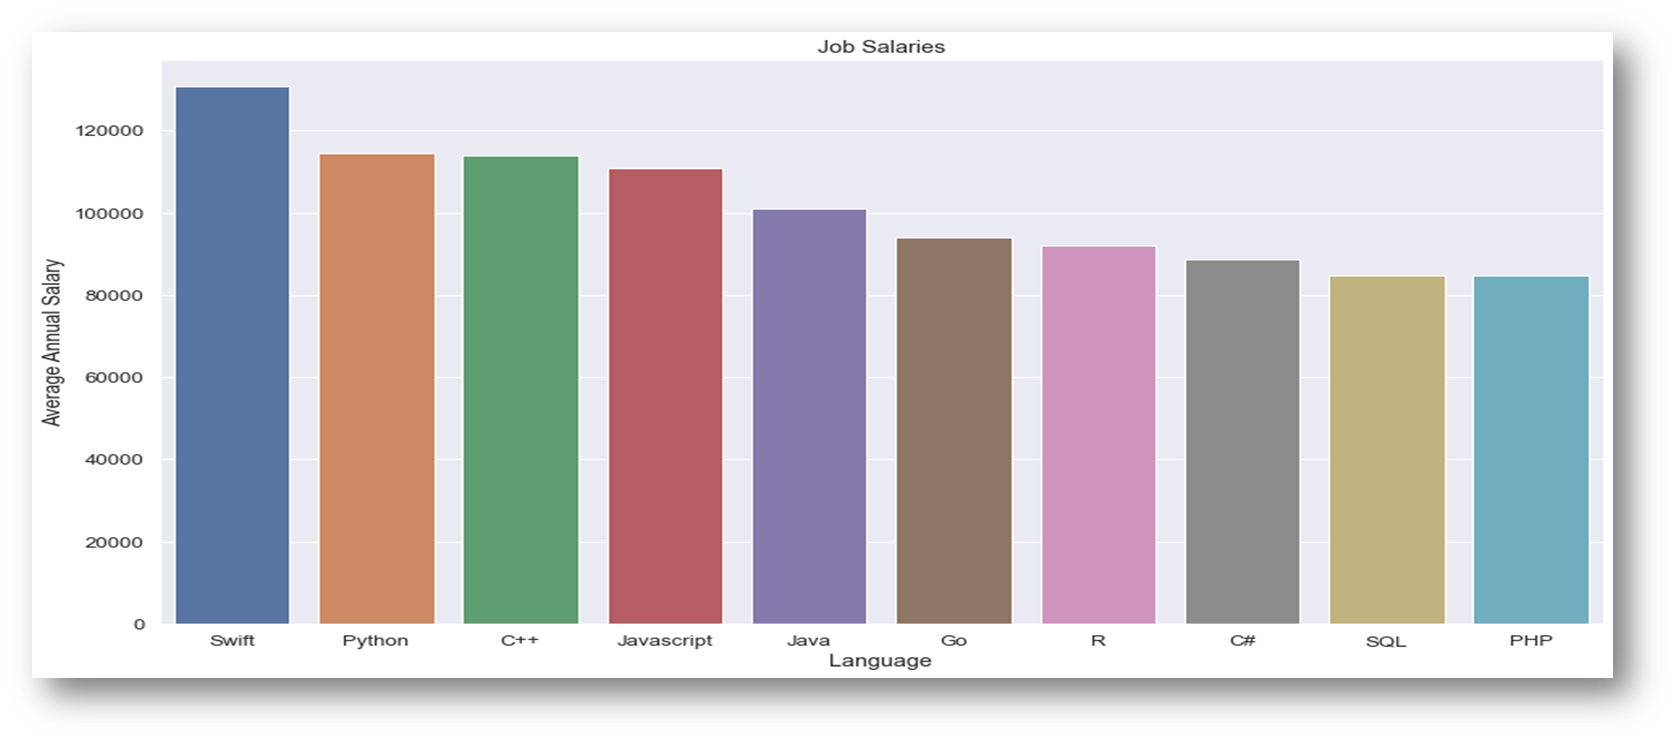 Job Salaries
Average Annual Salary
120000
100000
80000
60000
40000
20000
0
Swift Python C++ Javascript Java Go R C# SQL PHP
Language